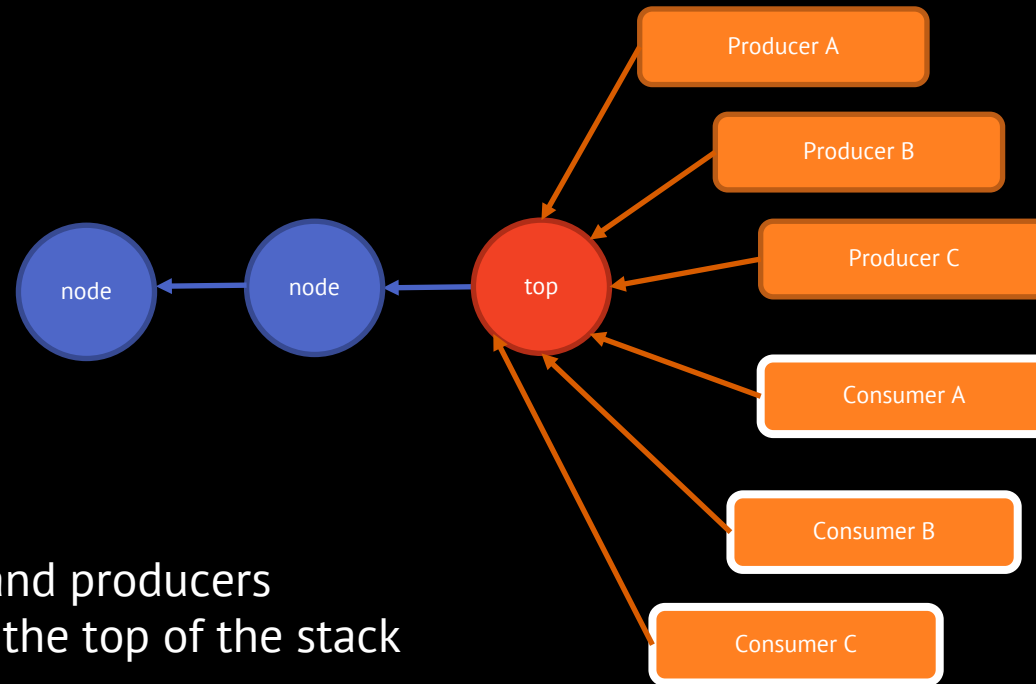 Producer A
Producer B
Producer C
node
node
top
Consumer A
Consumer B
and producers
the top of the stack
Consumer C